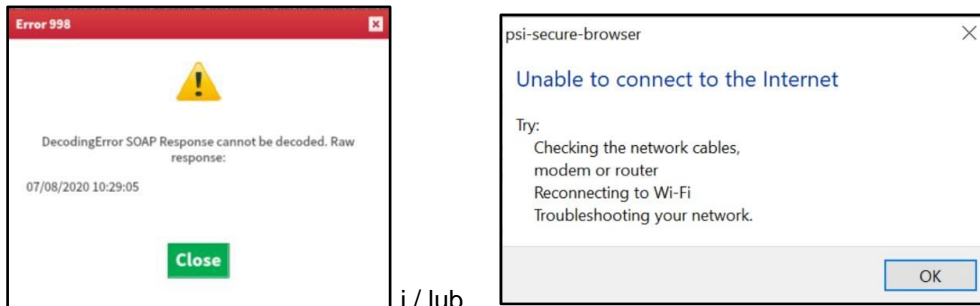 Error 998
DecodingError SOAP Response cannot be decoded. Raw
response:
07/08/2020 10:29:05
Close
i / lub
psi-secure-browser
Unable to connect to the Internet
Try:
Checking the network cables,
modem or router
Reconnecting to Wi-Fi
Troubleshooting your network.
OK